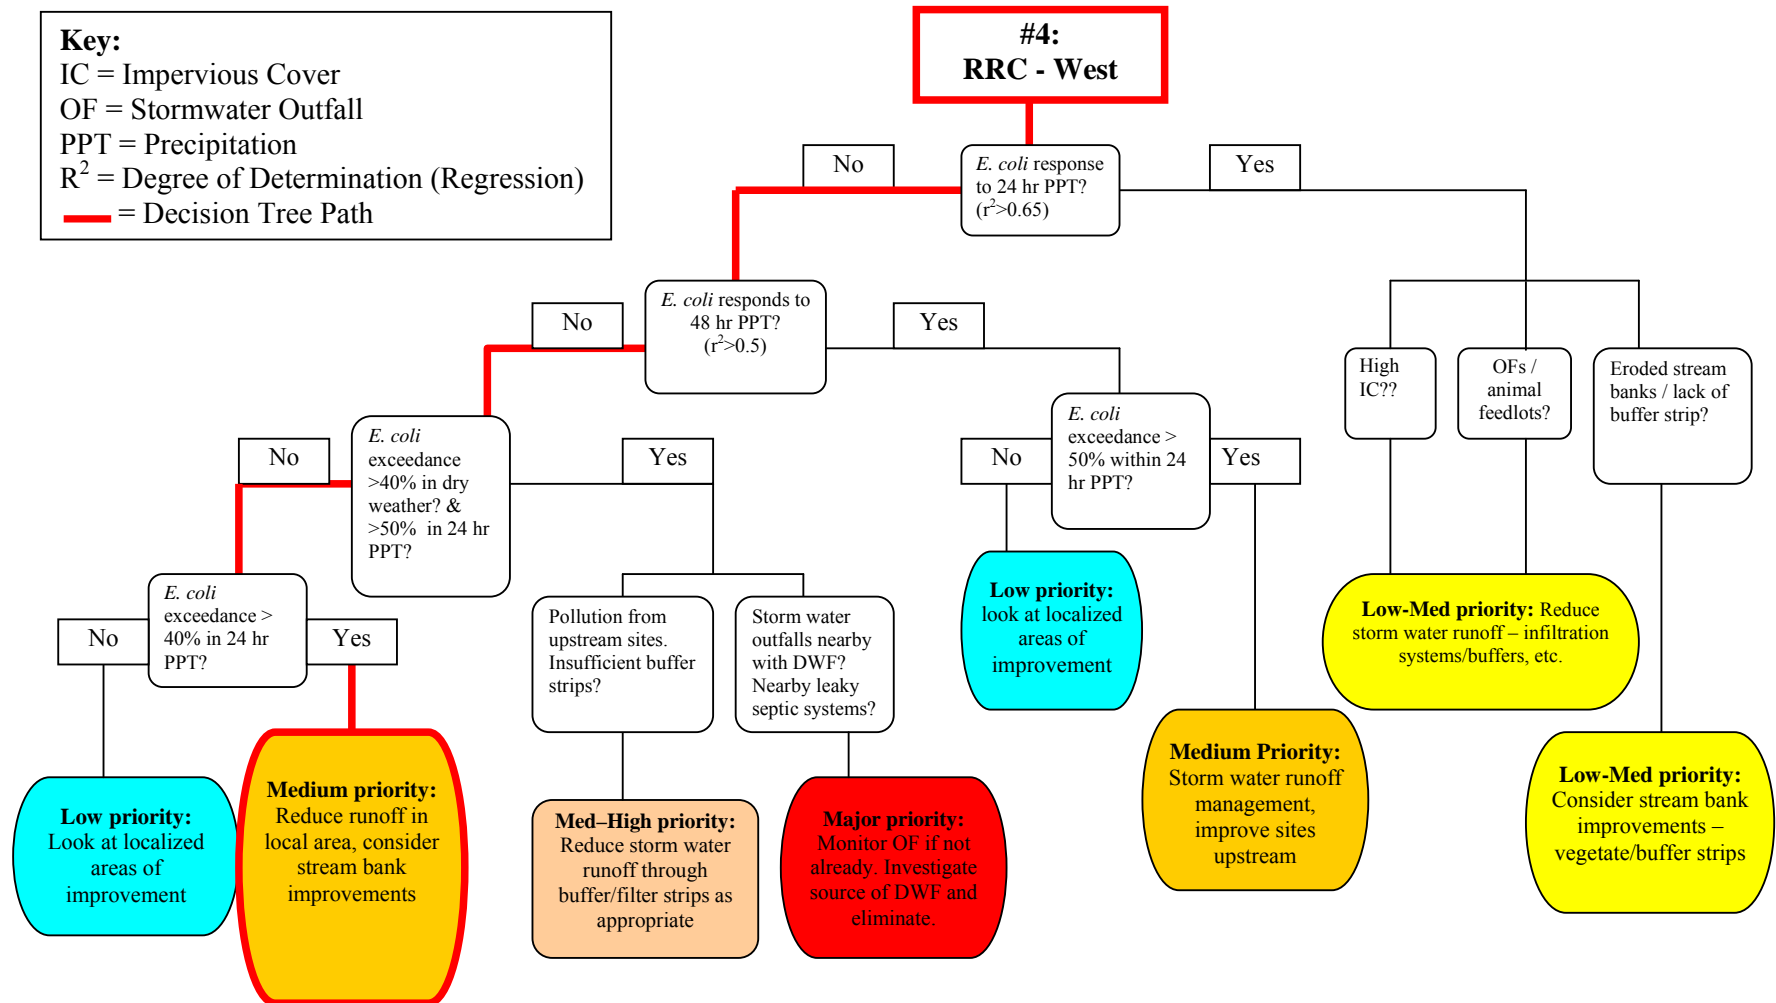 Key:
IC = Impervious Cover
OF = Stormwater Outfall
PPT = Precipitation
R² = Degree of Determination (Regression)
= Decision Tree Path
#4:
RRC - West
No
E. coli response
to 24 hr PPT?
(r²>0.65)
Yes
No
E. coli responds to
48 hr PPT?
(r²>0.5)
Yes
High
IC??
OFs /
animal
feedlots?
Eroded stream
banks / lack of
buffer strip?
No
E. coli
exceedance
>40% in dry
weather? &
>50% in 24 hr
PPT?
Yes
No
E. coli
exceedance >
50% within 24
hr PPT?
Yes
No
E. coli
exceedance >
40% in 24 hr
PPT?
Yes
Pollution from
upstream sites.
Insufficient buffer
strips?
Storm water
outfalls nearby
with DWF?
Nearby leaky
septic systems?
Low priority:
look at localized
areas of
improvement
Low-Med priority: Reduce
storm water runoff – infiltration
systems/buffers, etc.
Low priority:
Look at localized
areas of
improvement
Medium priority:
Reduce runoff in
local area, consider
stream bank
improvements
Med–High priority:
Reduce storm water
runoff through
buffer/filter strips as
appropriate
Major priority:
Monitor OF if not
already. Investigate
source of DWF and
eliminate.
Medium Priority:
Storm water runoff
management,
improve sites
upstream
Low-Med priority:
Consider stream bank
improvements –
vegetate/buffer strips